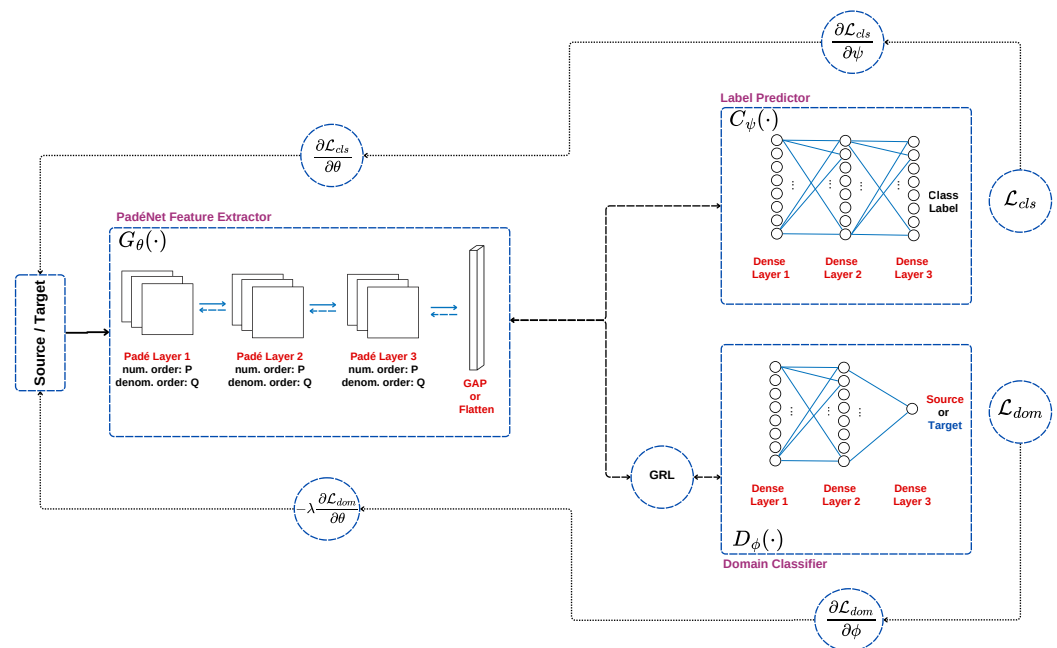 ∂ℒ_cls / ∂ψ
∂ℒ_cls / ∂θ
Label Predictor
C_ψ(·)
Class
Label
Dense
Layer 1
Dense
Layer 2
Dense
Layer 3
ℒ_cls
PadéNet Feature Extractor
G_θ(·)
Source / Target
Padé Layer 1
num. order: P
denom. order: Q
Padé Layer 2
num. order: P
denom. order: Q
Padé Layer 3
num. order: P
denom. order: Q
GAP
or
Flatten
GRL
Source
or
Target
Dense
Layer 1
Dense
Layer 2
Dense
Layer 3
D_ϕ(·)
Domain Classifier
ℒ_dom
−λ ∂ℒ_dom / ∂θ
∂ℒ_dom / ∂ϕ